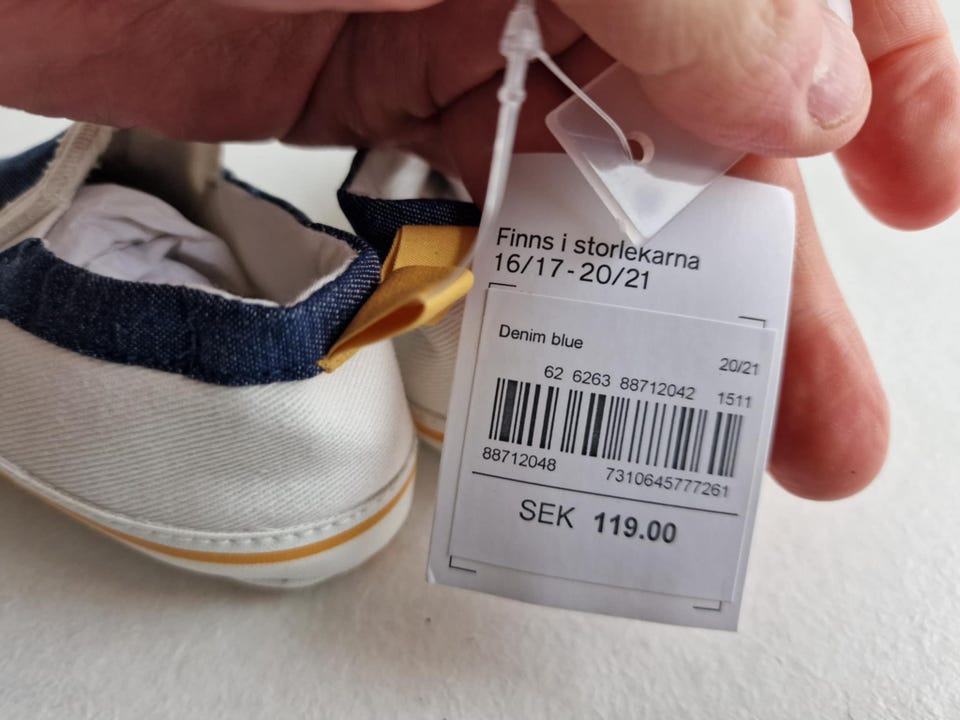 Finns i storlekarna
16/17 - 20/21
Denim blue
20/21
62 6263 88712042 1511
88712048 7310645777261
SEK 119.00